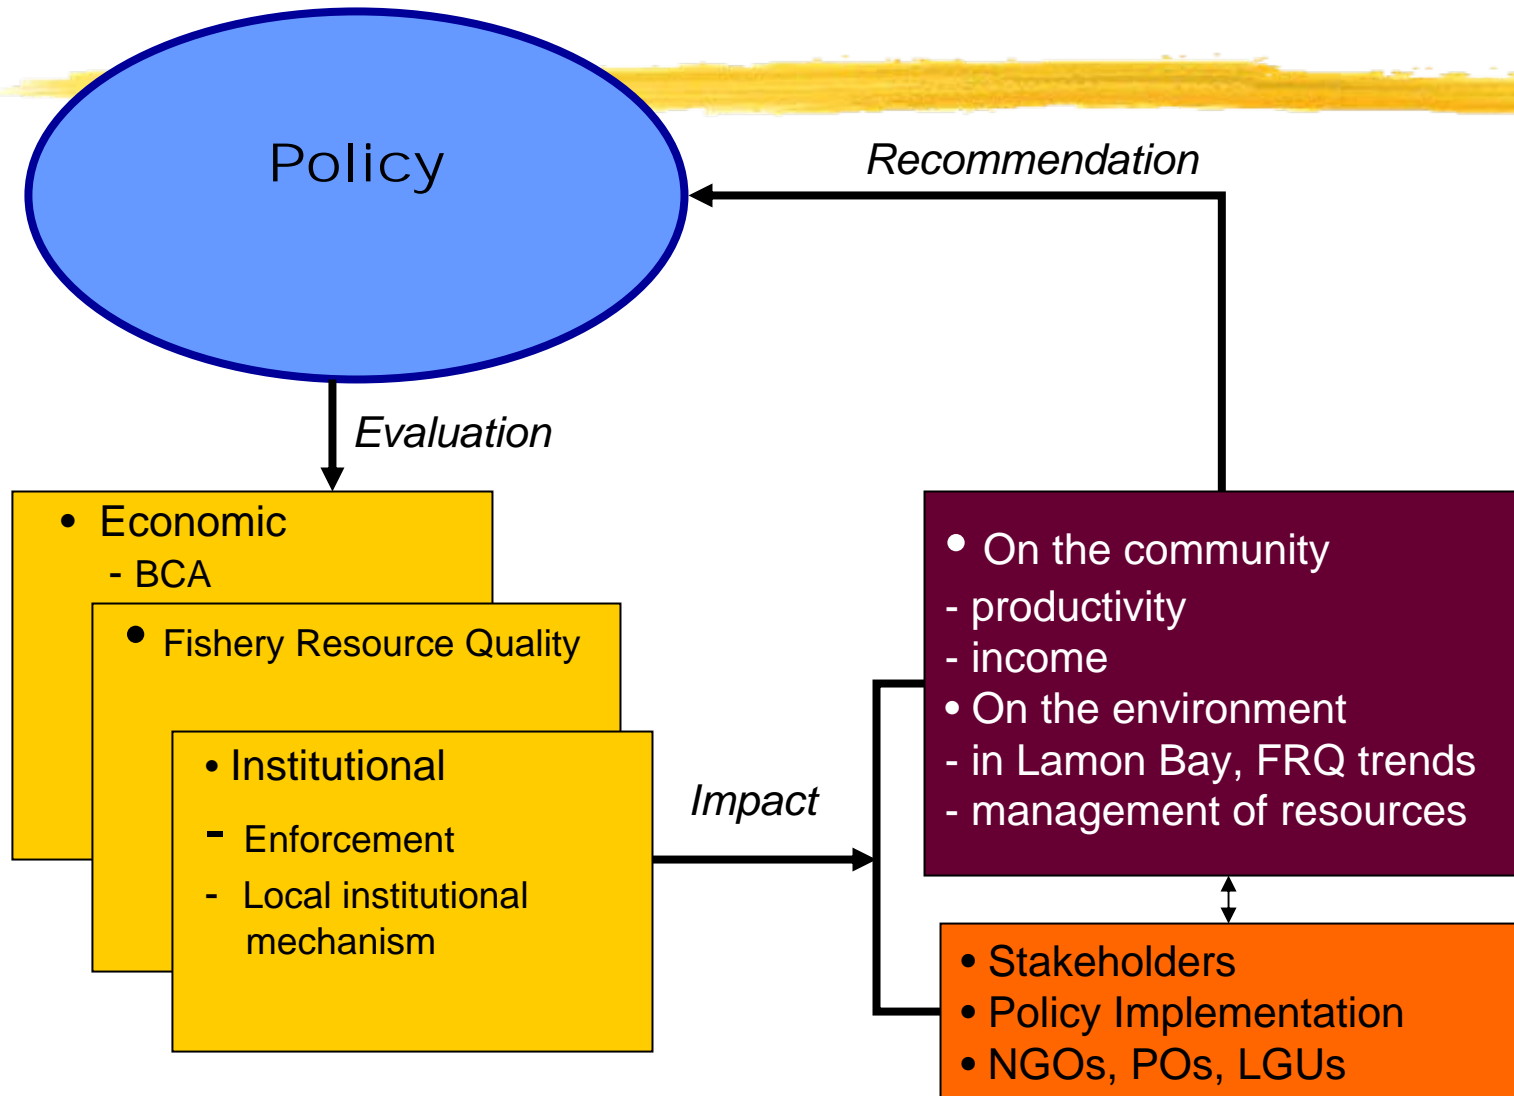 Policy
Recommendation
Evaluation
• Economic
- BCA
• Fishery Resource Quality
• Institutional
- Enforcement
- Local institutional
mechanism
Impact
• On the community
- productivity
- income
• On the environment
- in Lamon Bay, FRQ trends
- management of resources
• Stakeholders
• Policy Implementation
• NGOs, POs, LGUs